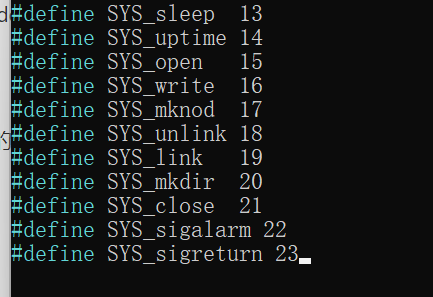 #define SYS_sleep  13
#define SYS_uptime 14
#define SYS_open   15
#define SYS_write  16
#define SYS_mknod  17
#define SYS_unlink 18
#define SYS_link   19
#define SYS_mkdir  20
#define SYS_close  21
#define SYS_sigalarm 22
#define SYS_sigreturn 23